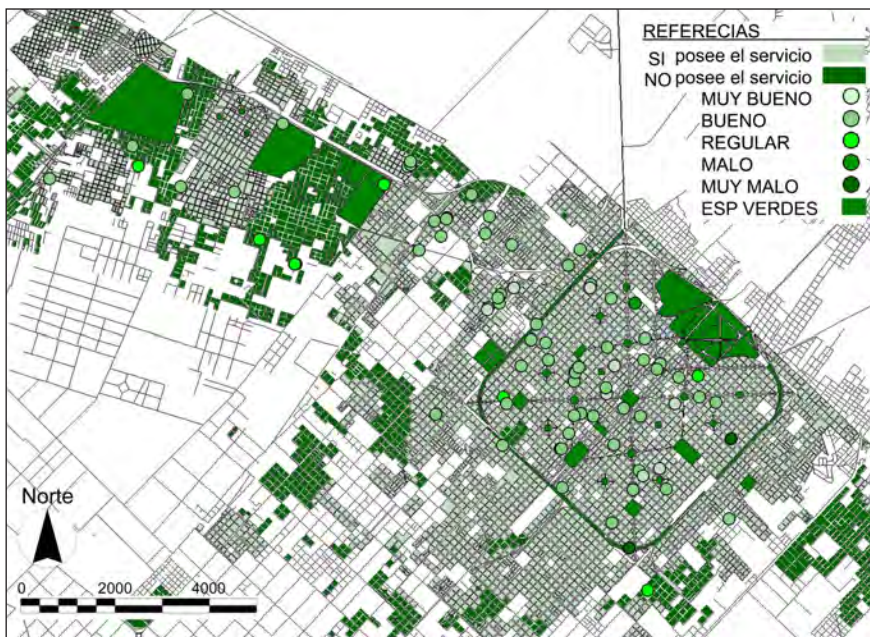 REFERECIAS
SI posee el servicio
NO posee el servicio
MUY BUENO
BUENO
REGULAR
MALO
MUY MALO
ESP VERDES
Norte
0 2000 4000